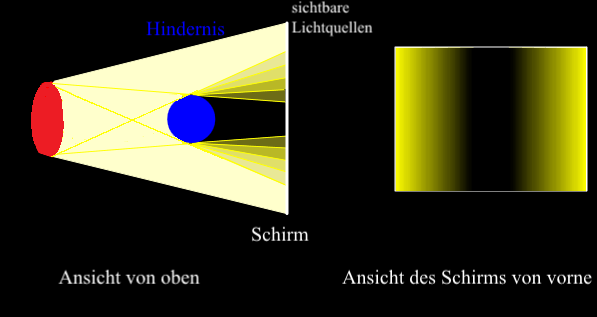 sichtbare
Lichtquellen
Hindernis
Schirm
Ansicht von oben
Ansicht des Schirms von vorne